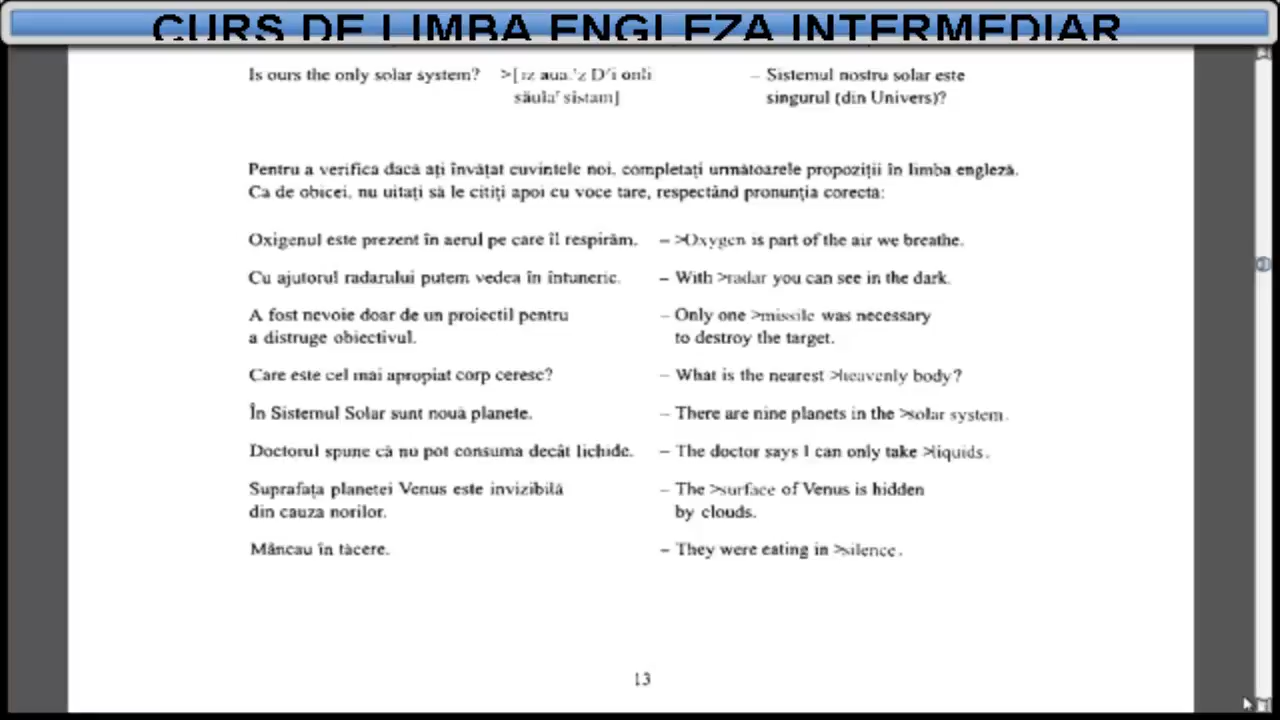 CURS DE LIMBA ENGLEZA INTERMEDIAR
Is ours the only solar system? >[ız aua.'z D'i onli – Sistemul nostru solar este
săula' sistam] singurul (din Univers)?
Pentru a verifica dacă ați învățat cuvintele noi, completați următoarele propoziții în limba engleză.
Ca de obicei, nu uitați să le citiți apoi cu voce tare, respectând pronunția corectă:
Oxigenul este prezent în aerul pe care îl respirăm. – >Oxygen is part of the air we breathe.
Cu ajutorul radarului putem vedea în întuneric. – With >radar you can see in the dark.
A fost nevoie doar de un proiectil pentru – Only one >missile was necessary
a distruge obiectivul. to destroy the target.
Care este cel mai apropiat corp ceresc? – What is the nearest >heavenly body?
În Sistemul Solar sunt nouă planete. – There are nine planets in the >solar system.
Doctorul spune că nu pot consuma decât lichide. – The doctor says I can only take >liquids.
Suprafața planetei Venus este invizibilă – The >surface of Venus is hidden
din cauza norilor. by clouds.
Mâncau în tăcere. – They were eating in >silence.
13